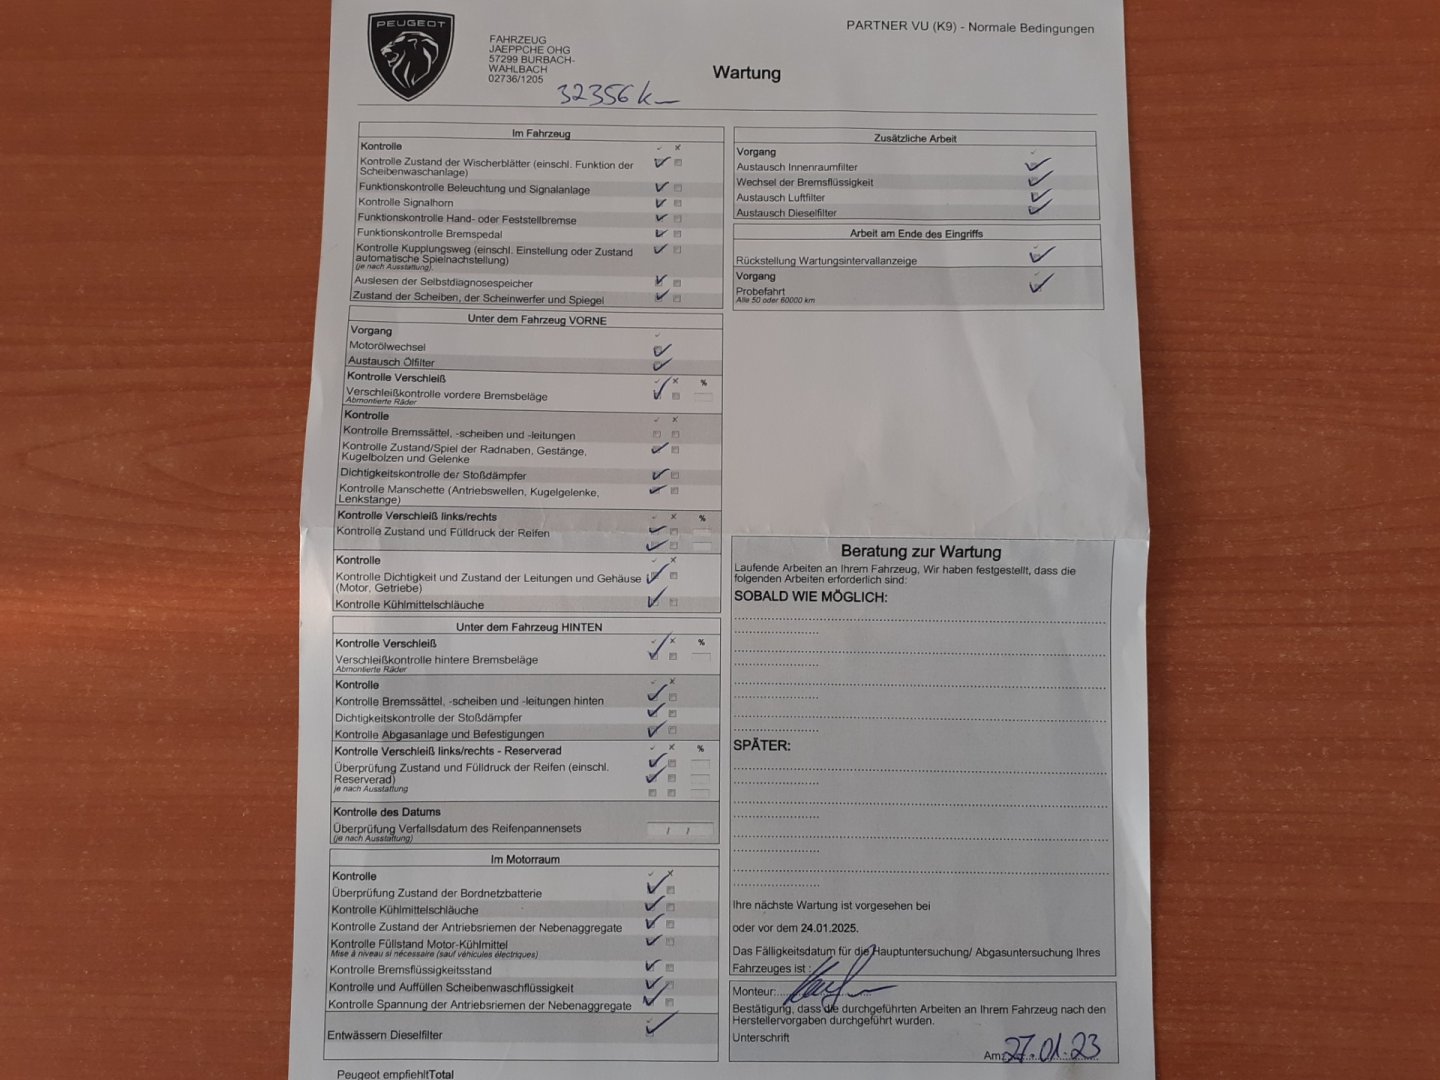 PEUGEOT
FAHRZEUG
JAEPPCHE OHG
57299 BURBACH-
WAHLBACH
02736/1205
32356 k
Wartung
PARTNER VU (K9) - Normale Bedingungen
Im Fahrzeug
Kontrolle
Kontrolle Zustand der Wischerblätter (einschl. Funktion der
Scheibenwaschanlage)
Funktionskontrolle Beleuchtung und Signalanlage
Kontrolle Signalhorn
Funktionskontrolle Hand- oder Feststellbremse
Funktionskontrolle Bremspedal
Kontrolle Kupplungsweg (einschl. Einstellung oder Zustand
automatische Spielnachstellung)
(je nach Ausstattung)
Auslesen der Selbstdiagnosespeicher
Zustand der Scheiben, der Scheinwerfer und Spiegel
Unter dem Fahrzeug VORNE
Vorgang
Motorölwechsel
Austausch Ölfilter
Kontrolle Verschleiß %
Verschleißkontrolle vordere Bremsbeläge
Abmontierte Räder
Kontrolle
Kontrolle Bremssättel, -scheiben und -leitungen
Kontrolle Zustand/Spiel der Radnaben, Gestänge,
Kugelbolzen und Gelenke
Dichtigkeitskontrolle der Stoßdämpfer
Kontrolle Manschette (Antriebswellen, Kugelgelenke,
Lenkstange)
Kontrolle Verschleiß links/rechts %
Kontrolle Zustand und Fülldruck der Reifen
Kontrolle
Kontrolle Dichtigkeit und Zustand der Leitungen und Gehäuse
(Motor, Getriebe)
Kontrolle Kühlmittelschläuche
Unter dem Fahrzeug HINTEN
Kontrolle Verschleiß %
Verschleißkontrolle hintere Bremsbeläge
Abmontierte Räder
Kontrolle
Kontrolle Bremssättel, -scheiben und -leitungen hinten
Dichtigkeitskontrolle der Stoßdämpfer
Kontrolle Abgasanlage und Befestigungen
Kontrolle Verschleiß links/rechts - Reserverad %
Überprüfung Zustand und Fülldruck der Reifen (einschl.
Reserverad)
je nach Ausstattung
Kontrolle des Datums
Überprüfung Verfallsdatum des Reifenpannensets / /
(je nach Ausstattung)
Im Motorraum
Kontrolle
Überprüfung Zustand der Bordnetzbatterie
Kontrolle Kühlmittelschläuche
Kontrolle Zustand der Antriebsriemen der Nebenaggregate
Kontrolle Füllstand Motor-Kühlmittel
Mise à niveau si nécessaire (sauf véhicules électriques)
Kontrolle Bremsflüssigkeitsstand
Kontrolle und Auffüllen Scheibenwaschflüssigkeit
Kontrolle Spannung der Antriebsriemen der Nebenaggregate
Entwässern Dieselfilter
Peugeot empfiehltTotal
Zusätzliche Arbeit
Vorgang
Austausch Innenraumfilter
Wechsel der Bremsflüssigkeit
Austausch Luftfilter
Austausch Dieselfilter
Arbeit am Ende des Eingriffs
Rückstellung Wartungsintervallanzeige
Vorgang
Probefahrt
Alle 50 oder 60000 km
Beratung zur Wartung
Laufende Arbeiten an Ihrem Fahrzeug, Wir haben festgestellt, dass die
folgenden Arbeiten erforderlich sind:
SOBALD WIE MÖGLICH:
SPÄTER:
Ihre nächste Wartung ist vorgesehen bei
oder vor dem 24.01.2025.
Das Fälligkeitsdatum für die Hauptuntersuchung/ Abgasuntersuchung Ihres
Fahrzeuges ist :
Monteur:
Bestätigung, dass die durchgeführten Arbeiten an Ihrem Fahrzeug nach den
Herstellervorgaben durchgeführt wurden.
Unterschrift
Am: 27.01.23